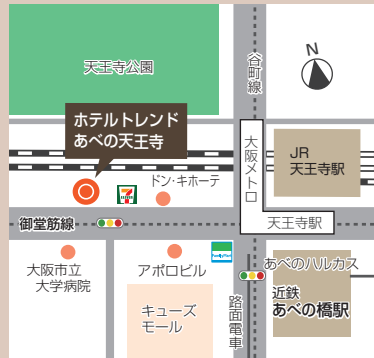 天王寺公園
谷町線
N
ホテルトレンド
あべの天王寺
大阪メトロ
JR
天王寺駅
ドン・キホーテ
7
ELEVEN
御堂筋線
天王寺駅
大阪市立
大学病院
アポロビル
FamilyMart
あべのハルカス
キューズ
モール
路面電車
近鉄
あべの橋駅